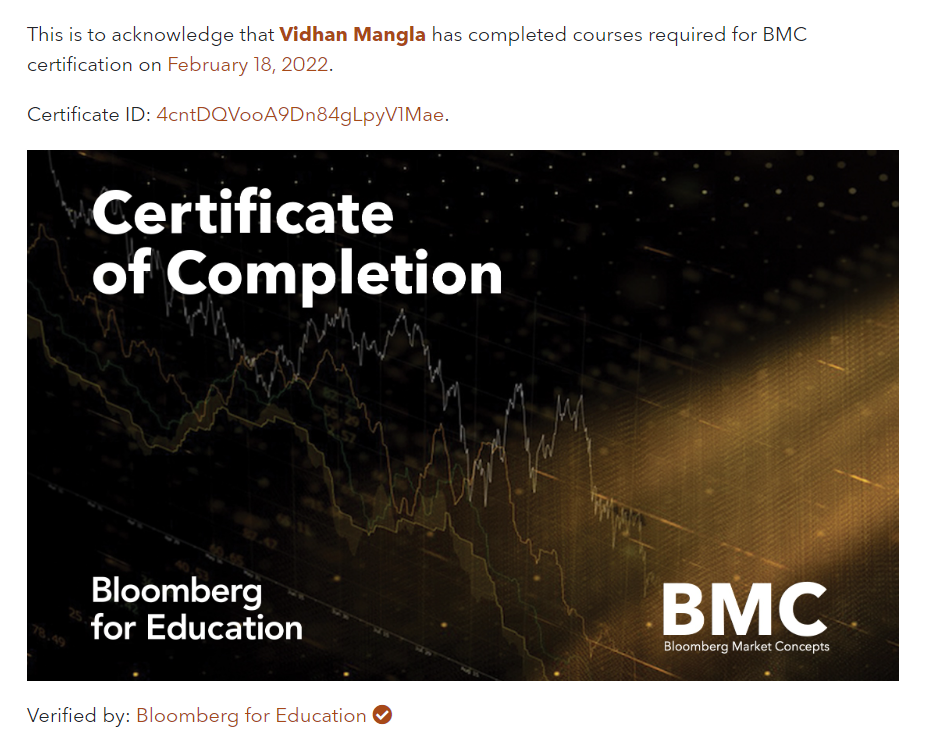 This is to acknowledge that Vidhan Mangla has completed courses required for BMC
certification on February 18, 2022.
Certificate ID: 4cntDQVooA9Dn84gLpyV1Mae.
Certificate
of Completion
Bloomberg
for Education
BMC
Bloomberg Market Concepts
Verified by: Bloomberg for Education